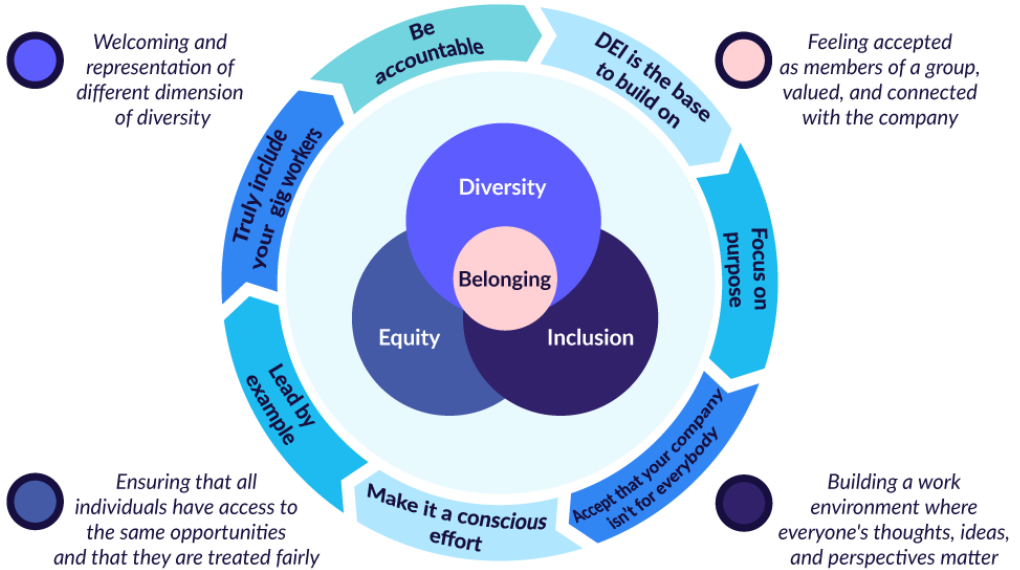 Welcoming and
representation of
different dimension
of diversity
Be
accountable
DEI is the base
to build on
Feeling accepted
as members of a group,
valued, and connected
with the company
Truly include
your gig workers
Diversity
Belonging
Equity
Inclusion
Focus on
purpose
Lead by
example
Make it a conscious
effort
Accept that your company
isn't for everybody
Ensuring that all
individuals have access to
the same opportunities
and that they are treated fairly
Building a work
environment where
everyone's thoughts, ideas,
and perspectives matter